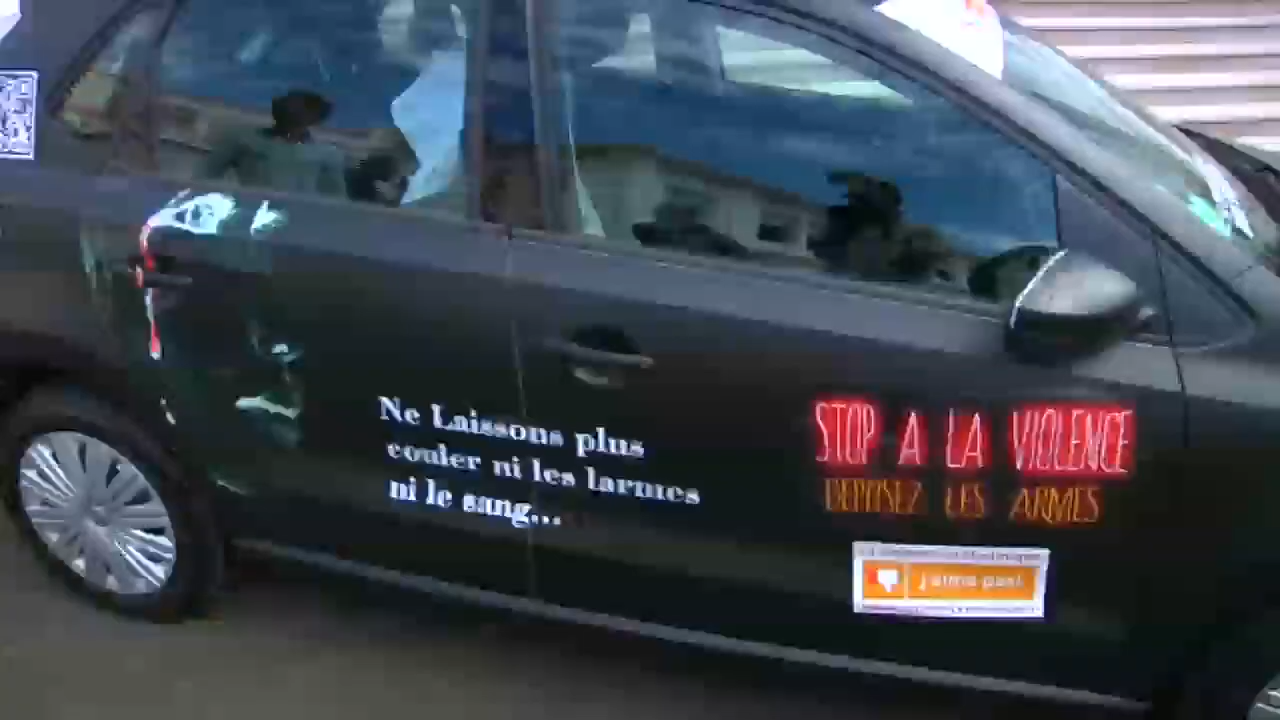 Ne Laissons plus
couler ni les larmes
ni le sang...
STOP A LA VIOLENCE
DEPOSEZ LES ARMES
j'aime pas!